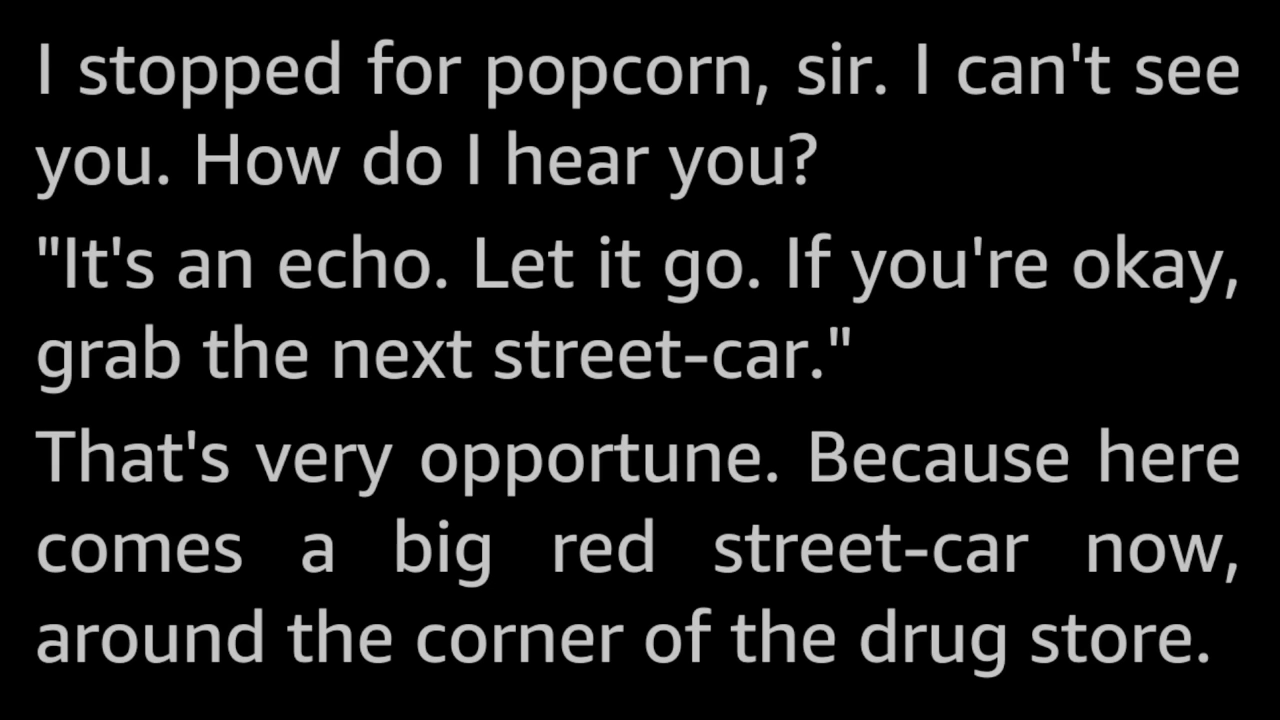 I stopped for popcorn, sir. I can't see
you. How do I hear you?
"It's an echo. Let it go. If you're okay,
grab the next street-car."
That's very opportune. Because here
comes a big red street-car now,
around the corner of the drug store.